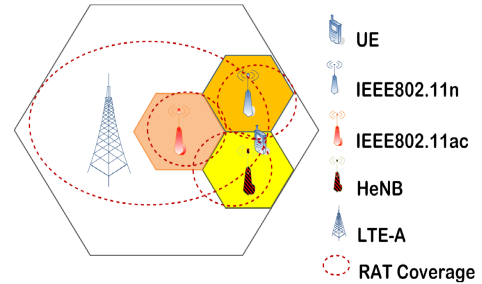 UE
IEEE802.11n
IEEE802.11ac
HeNB
LTE-A
RAT Coverage